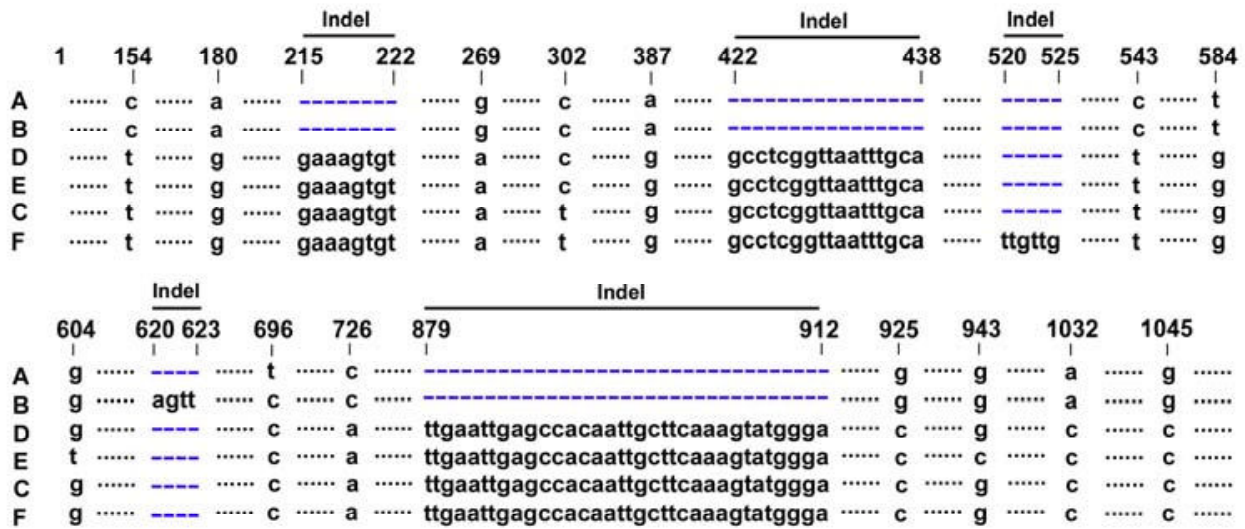 Indel Indel Indel
1 154 180 215 222 269 302 387 422 438 520 525 543 584
A ...... c ...... a ...... -------- ...... g ...... c ...... a ...... ----------------- ...... ------ ...... c ...... t
B ...... c ...... a ...... -------- ...... g ...... c ...... a ...... ----------------- ...... ------ ...... c ...... t
D ...... t ...... g ...... gaaagtgt ...... a ...... c ...... g ...... gcctcggttaatttgca ...... ------ ...... t ...... g
E ...... t ...... g ...... gaaagtgt ...... a ...... c ...... g ...... gcctcggttaatttgca ...... ------ ...... t ...... g
C ...... t ...... g ...... gaaagtgt ...... a ...... t ...... g ...... gcctcggttaatttgca ...... ------ ...... t ...... g
F ...... t ...... g ...... gaaagtgt ...... a ...... t ...... g ...... gcctcggttaatttgca ...... ttgttg ...... t ...... g
Indel Indel
604 620 623 696 726 879 912 925 943 1032 1045
A g ...... ---- ...... t ...... c ...... ---------------------------------- ...... g ...... g ...... a ...... g ......
B g ...... agtt ...... c ...... c ...... ---------------------------------- ...... g ...... g ...... a ...... g ......
D g ...... ---- ...... c ...... a ...... ttgaattgagccacaattgcttcaaagtatggga ...... c ...... g ...... c ...... c ......
E t ...... ---- ...... c ...... a ...... ttgaattgagccacaattgcttcaaagtatggga ...... c ...... c ...... c ...... c ......
C g ...... ---- ...... c ...... a ...... ttgaattgagccacaattgcttcaaagtatggga ...... c ...... g ...... c ...... c ......
F g ...... ---- ...... c ...... a ...... ttgaattgagccacaattgcttcaaagtatggga ...... c ...... g ...... c ...... c ......